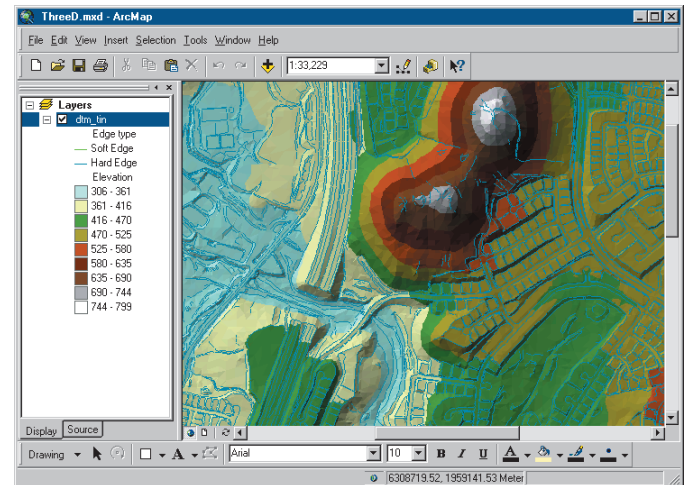 ThreeD.mxd - ArcMap
File Edit View Insert Selection Tools Window Help
1:33,229
Layers
dtm_tin
Edge type
Soft Edge
Hard Edge
Elevation
306 - 361
361 - 416
416 - 470
470 - 525
525 - 580
580 - 635
635 - 690
690 - 744
744 - 799
Display Source
Drawing A Arial 10 B I U A
6308719.52, 1959141.53 Meter